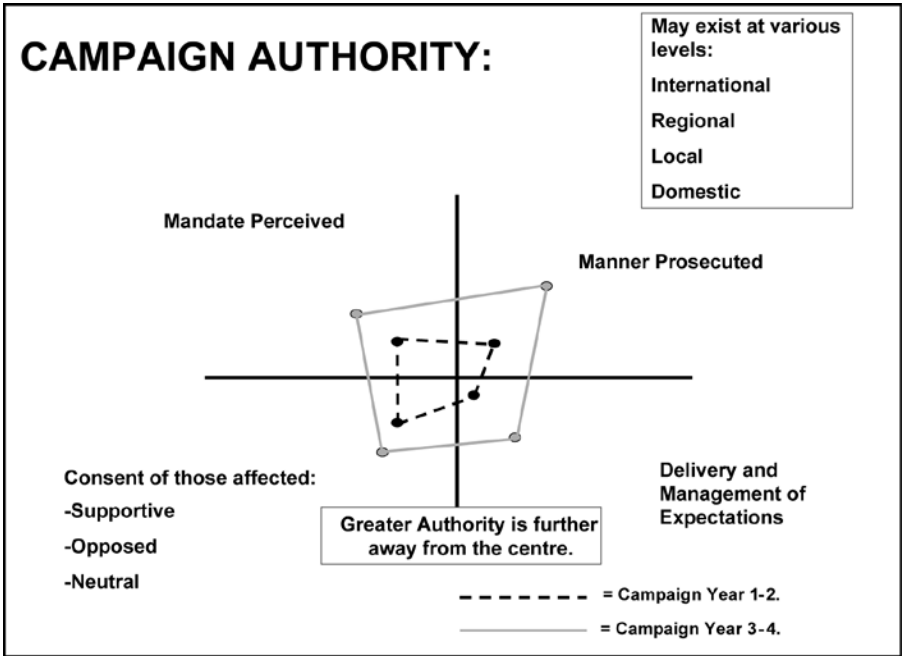 CAMPAIGN AUTHORITY:
May exist at various
levels:
International
Regional
Local
Domestic
Mandate Perceived
Manner Prosecuted
Consent of those affected:
-Supportive
-Opposed
-Neutral
Greater Authority is further
away from the centre.
Delivery and
Management of
Expectations
= Campaign Year 1-2.
= Campaign Year 3-4.